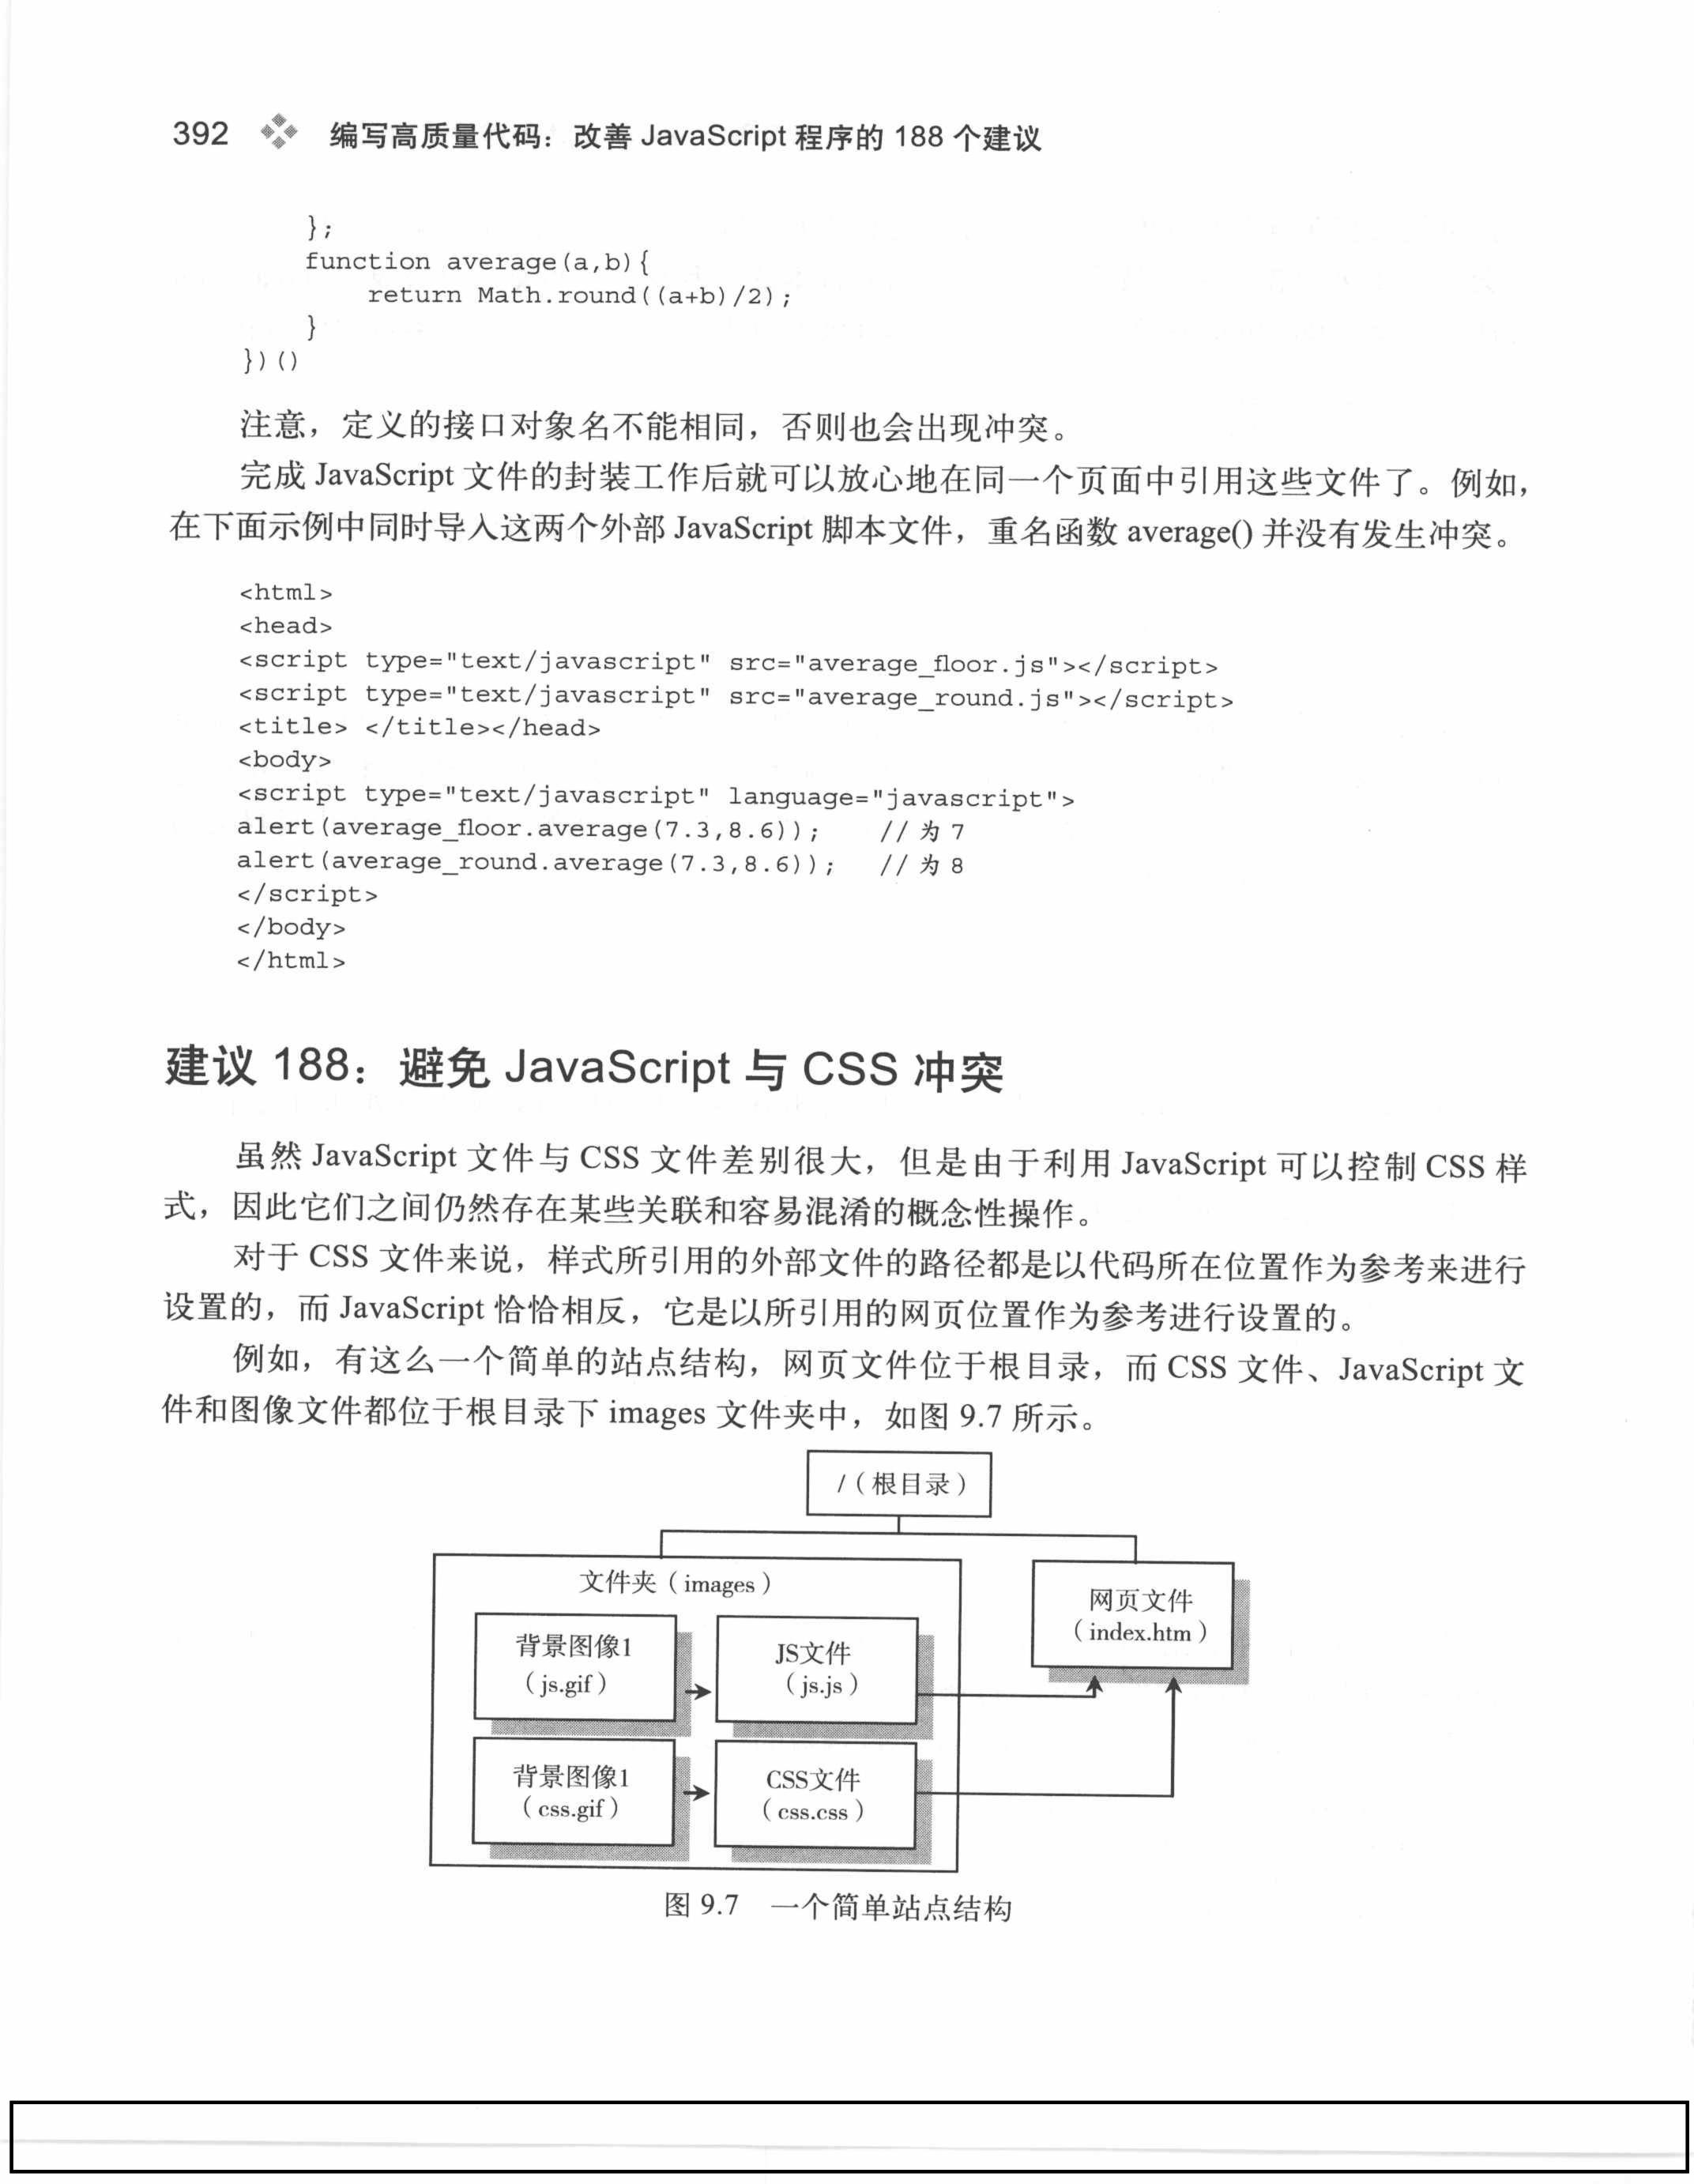 392 编写高质量代码：改善 JavaScript 程序的 188 个建议
};
function average(a,b){
return Math.round((a+b)/2);
}
})()
注意，定义的接口对象名不能相同，否则也会出现冲突。
完成 JavaScript 文件的封装工作后就可以放心地在同一个页面中引用这些文件了。例如，
在下面示例中同时导入这两个外部 JavaScript 脚本文件，重名函数 average() 并没有发生冲突。
<html>
<head>
<script type="text/javascript" src="average_floor.js"></script>
<script type="text/javascript" src="average_round.js"></script>
<title> </title></head>
<body>
<script type="text/javascript" language="javascript">
alert(average_floor.average(7.3,8.6)); // 为 7
alert(average_round.average(7.3,8.6)); // 为 8
</script>
</body>
</html>
建议 188：避免 JavaScript 与 CSS 冲突
虽然 JavaScript 文件与 CSS 文件差别很大，但是由于利用 JavaScript 可以控制 CSS 样
式，因此它们之间仍然存在某些关联和容易混淆的概念性操作。
对于 CSS 文件来说，样式所引用的外部文件的路径都是以代码所在位置作为参考来进行
设置的，而 JavaScript 恰恰相反，它是以所引用的网页位置作为参考进行设置的。
例如，有这么一个简单的站点结构，网页文件位于根目录，而 CSS 文件、JavaScript 文
件和图像文件都位于根目录下 images 文件夹中，如图 9.7 所示。
/（根目录）
文件夹（images）
网页文件
（index.htm）
背景图像1
（js.gif）
JS文件
（js.js）
背景图像1
（css.gif）
CSS文件
（css.css）
图 9.7 一个简单站点结构